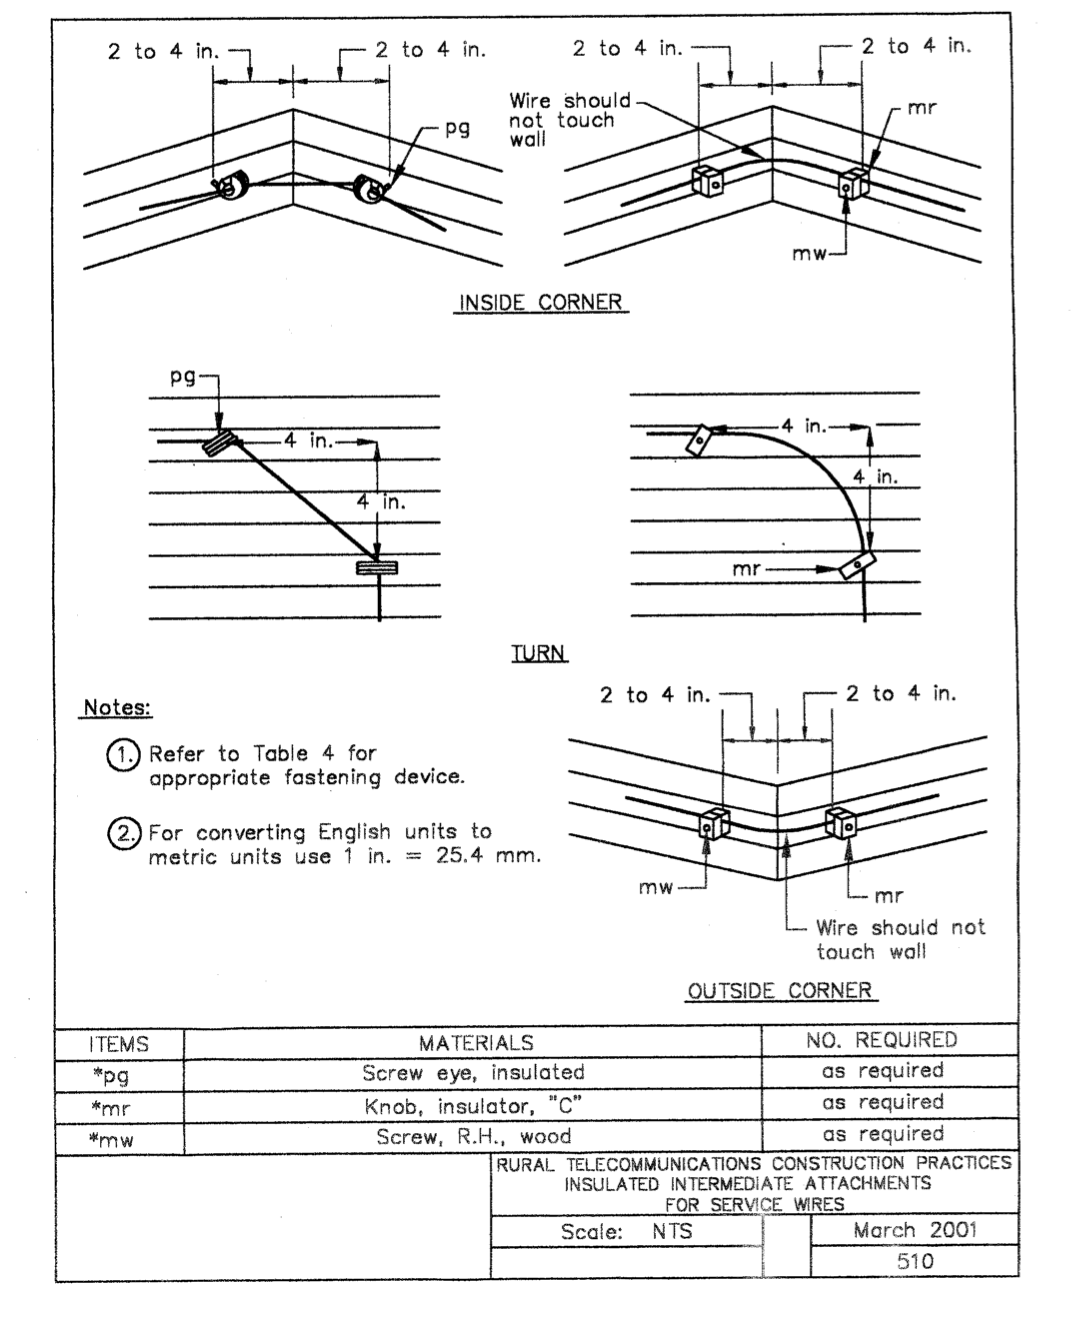 2 to 4 in.
2 to 4 in.
pg
2 to 4 in.
2 to 4 in.
Wire should
not touch
wall
mr
mw
INSIDE CORNER
pg
4 in.
4 in.
4 in.
4 in.
mr
TURN
Notes:
1. Refer to Table 4 for
appropriate fastening device.
2. For converting English units to
metric units use 1 in. = 25.4 mm.
2 to 4 in.
2 to 4 in.
mw
mr
Wire should not
touch wall
OUTSIDE CORNER
ITEMS MATERIALS NO. REQUIRED
*pg Screw eye, insulated as required
*mr Knob, insulator, "C" as required
*mw Screw, R.H., wood as required
RURAL TELECOMMUNICATIONS CONSTRUCTION PRACTICES
INSULATED INTERMEDIATE ATTACHMENTS
FOR SERVICE WIRES
Scale: NTS March 2001
510